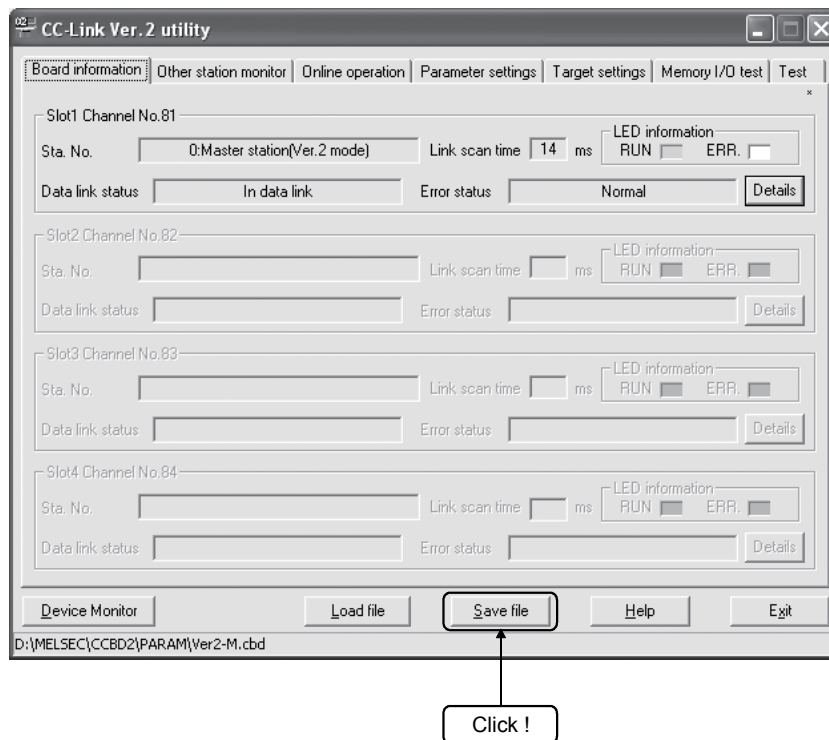 CC-Link Ver.2 utility
Board information Other station monitor Online operation Parameter settings Target settings Memory I/O test Test
Slot1 Channel No.81
LED information
Sta. No. 0:Master station(Ver.2 mode) Link scan time 14 ms RUN ERR.
Data link status In data link Error status Normal Details
Slot2 Channel No.82
LED information
Sta. No. Link scan time ms RUN ERR.
Data link status Error status Details
Slot3 Channel No.83
LED information
Sta. No. Link scan time ms RUN ERR.
Data link status Error status Details
Slot4 Channel No.84
LED information
Sta. No. Link scan time ms RUN ERR.
Data link status Error status Details
Device Monitor Load file Save file Help Exit
D:\MELSEC\CCBD2\PARAM\Ver2-M.cbd
Click !